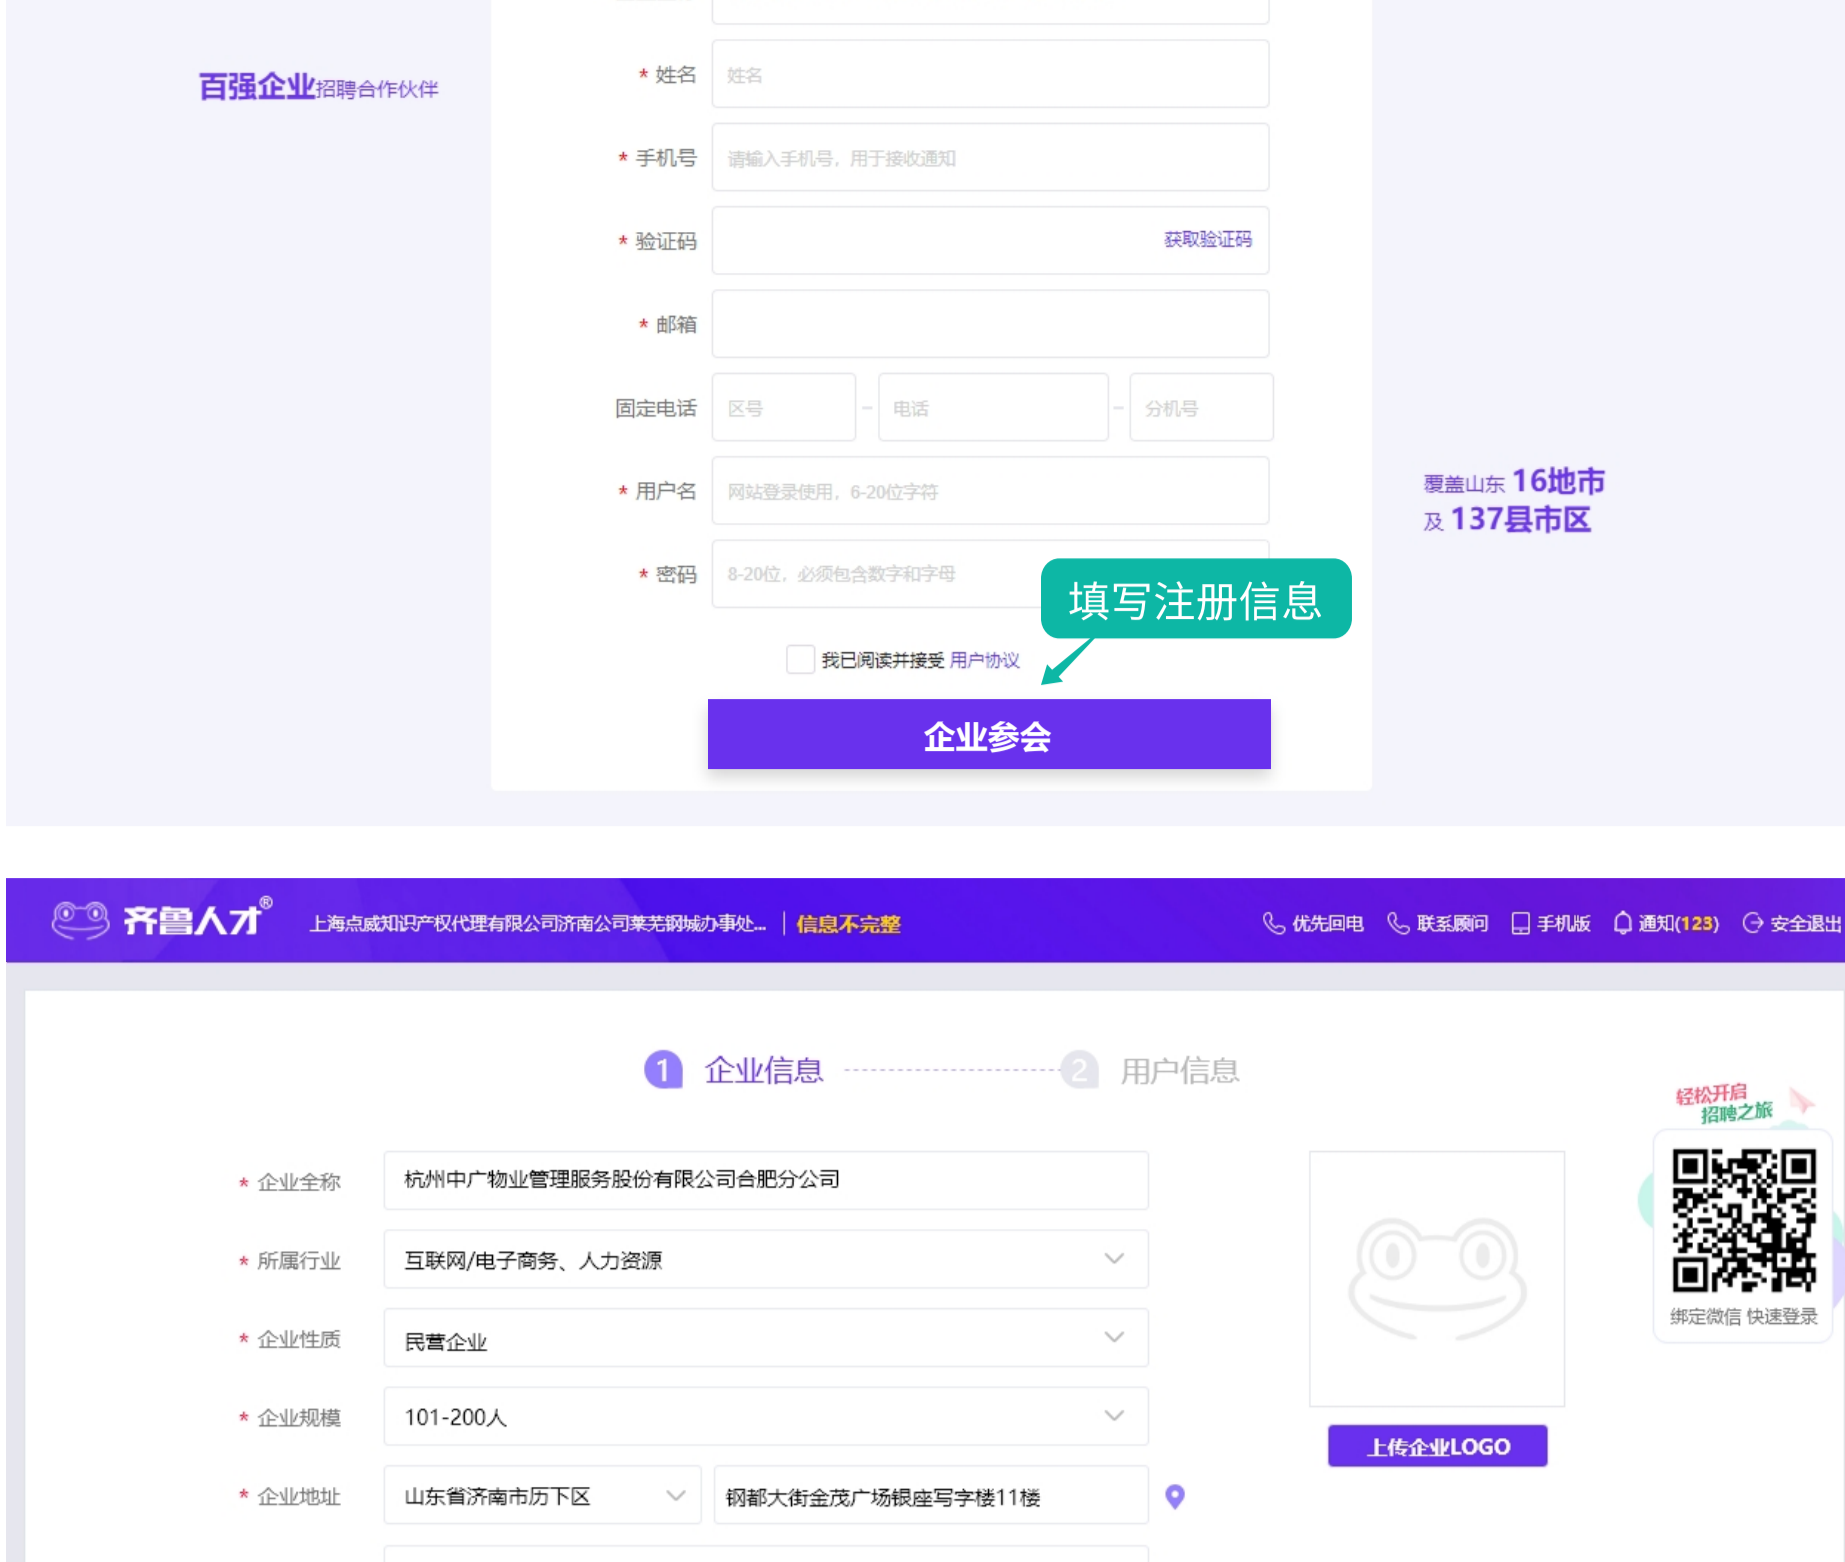 百强企业招聘合作伙伴
* 姓名 姓名
* 手机号 请输入手机号，用于接收通知
* 验证码 获取验证码
* 邮箱
固定电话 区号 - 电话 - 分机号
* 用户名 网站登录使用，6-20位字符
覆盖山东 16地市
及 137县市区
* 密码 8-20位，必须包含数字和字母
填写注册信息
我已阅读并接受 用户协议
企业参会
齐鲁人才® 上海点威知识产权代理有限公司济南公司莱芜钢城办事处... | 信息不完整 优先回电 联系顾问 手机版 通知(123) 安全退出
1 企业信息 2 用户信息
轻松开启
招聘之旅
* 企业全称 杭州中广物业管理服务股份有限公司合肥分公司
* 所属行业 互联网/电子商务、人力资源
绑定微信 快速登录
* 企业性质 民营企业
* 企业规模 101-200人
上传企业LOGO
* 企业地址 山东省济南市历下区 钢都大街金茂广场银座写字楼11楼